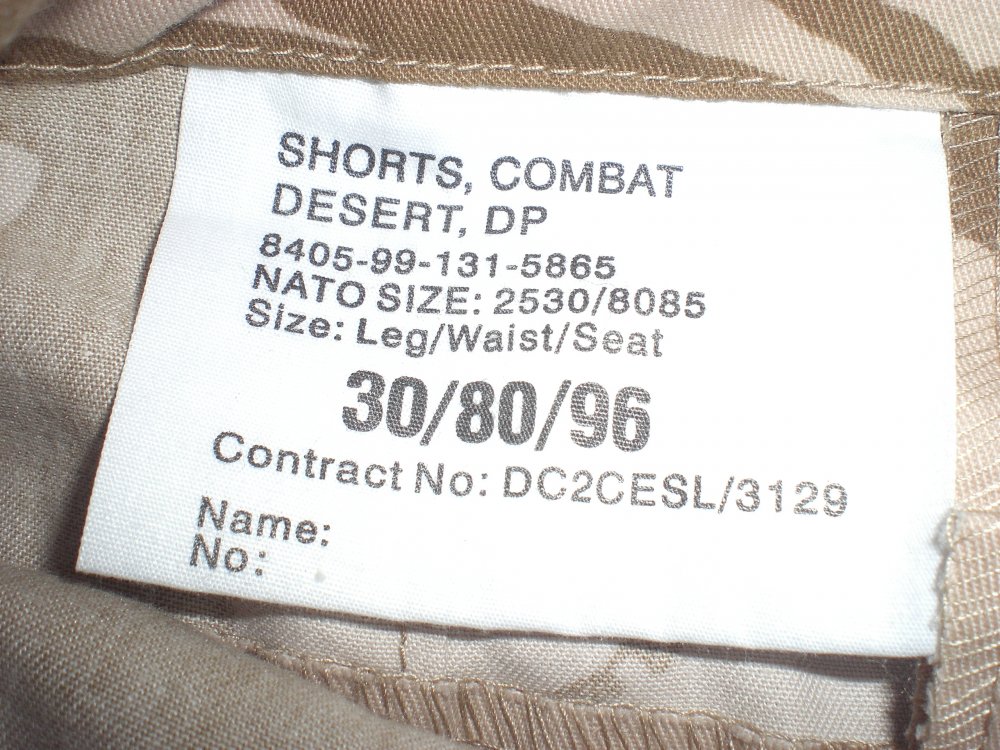 SHORTS, COMBAT
DESERT, DP
8405-99-131-5865
NATO SIZE: 2530/8085
Size: Leg/Waist/Seat
30/80/96
Contract No: DC2CESL/3129
Name:
No: